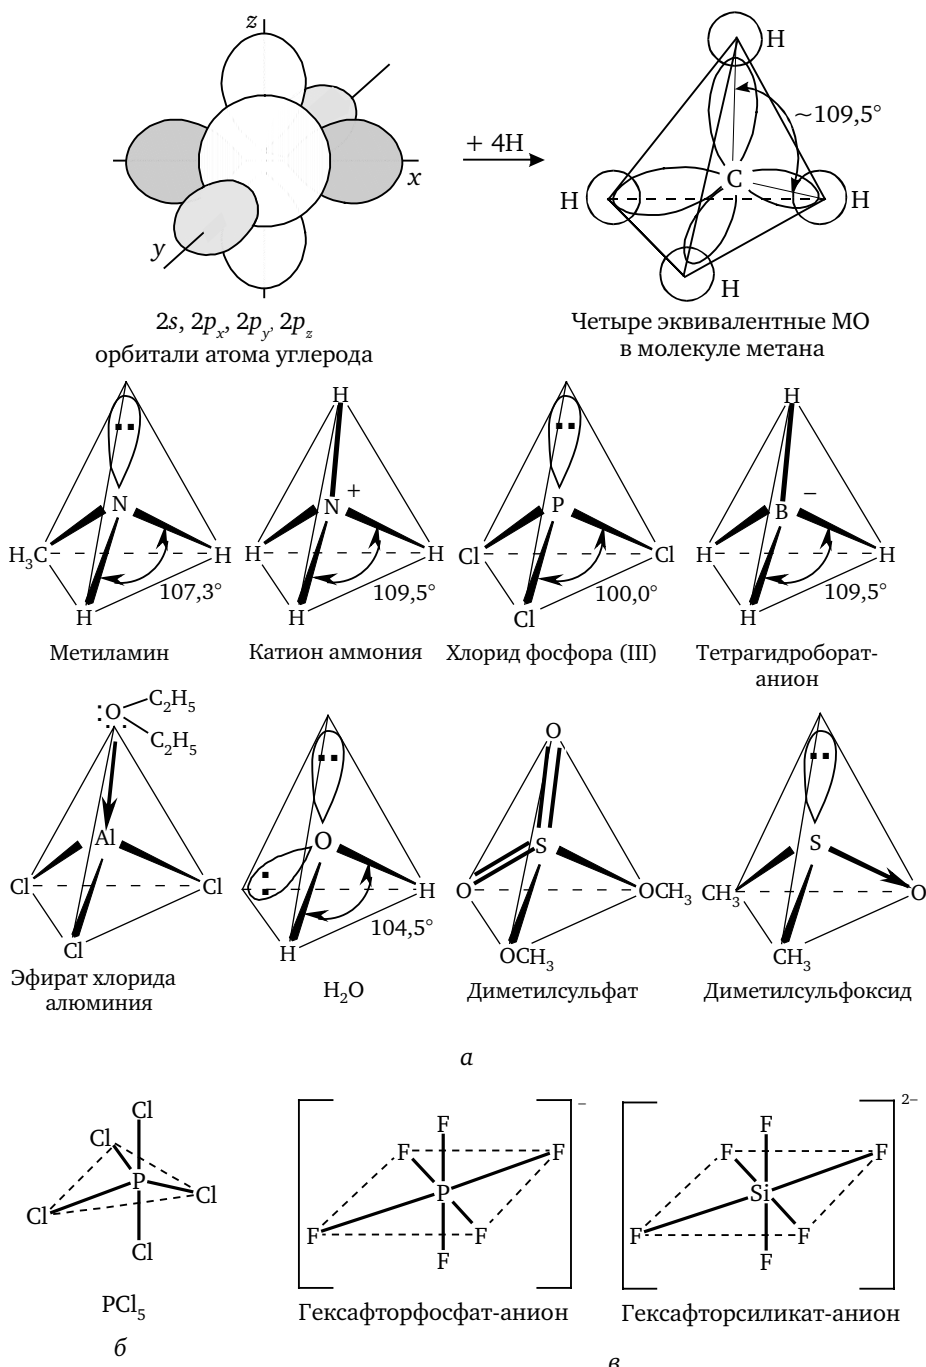 z
x
y
2s, 2pₓ, 2p_y, 2p_z
орбитали атома углерода
+ 4H
H
~109,5°
C
H
H
H
Четыре эквивалентные МО
в молекуле метана
N
H₃C
H
107,3°
H
Метиламин
H
N
+
H
H
109,5°
H
Катион аммония
P
Cl
Cl
100,0°
Cl
Хлорид фосфора (III)
H
–
B
H
H
109,5°
H
Тетрагидроборат-
анион
O
C₂H₅
C₂H₅
Al
Cl
Cl
Cl
Эфират хлорида
алюминия
O
H
104,5°
H
H₂O
O
S
O
OCH₃
OCH₃
Диметилсульфат
S
CH₃
O
CH₃
Диметилсульфоксид
а
Cl
Cl
P
Cl
Cl
Cl
PCl₅
б
–
F
F
F
P
F
F
F
Гексафторфосфат-анион
2–
F
F
F
Si
F
F
F
Гексафторсиликат-анион
в